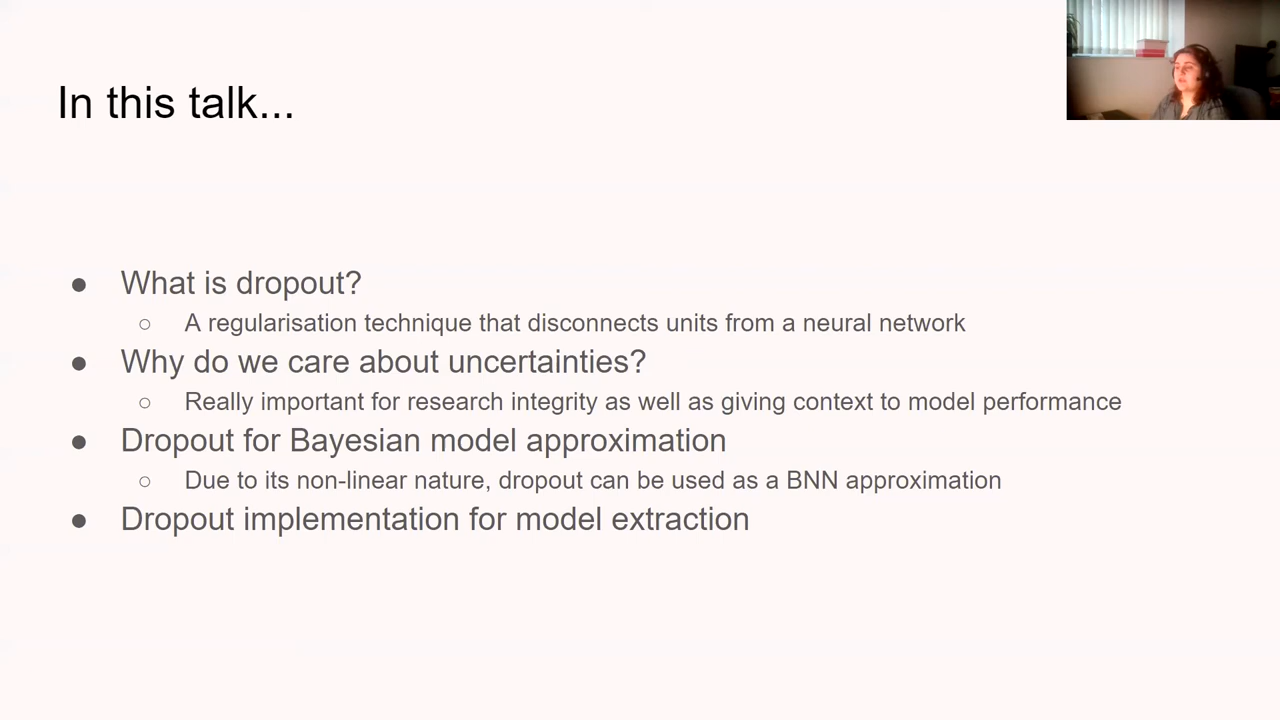 In this talk...
● What is dropout?
○ A regularisation technique that disconnects units from a neural network
● Why do we care about uncertainties?
○ Really important for research integrity as well as giving context to model performance
● Dropout for Bayesian model approximation
○ Due to its non-linear nature, dropout can be used as a BNN approximation
● Dropout implementation for model extraction